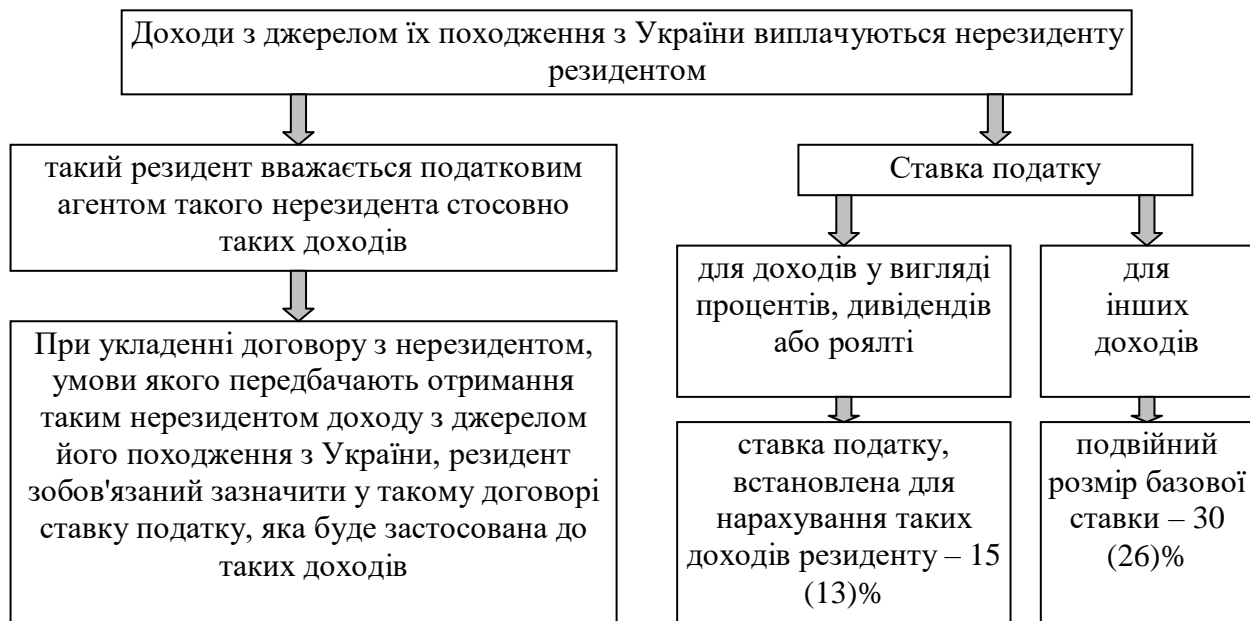 Доходи з джерелом їх походження з України виплачуються нерезиденту
резидентом
такий резидент вважається податковим
агентом такого нерезидента стосовно
таких доходів
При укладенні договору з нерезидентом,
умови якого передбачають отримання
таким нерезидентом доходу з джерелом
його походження з України, резидент
зобов'язаний зазначити у такому договорі
ставку податку, яка буде застосована до
таких доходів
Ставка податку
для доходів у вигляді
процентів, дивідендів
або роялті
ставка податку,
встановлена для
нарахування таких
доходів резиденту – 15
(13)%
для
інших
доходів
подвійний
розмір базової
ставки – 30
(26)%